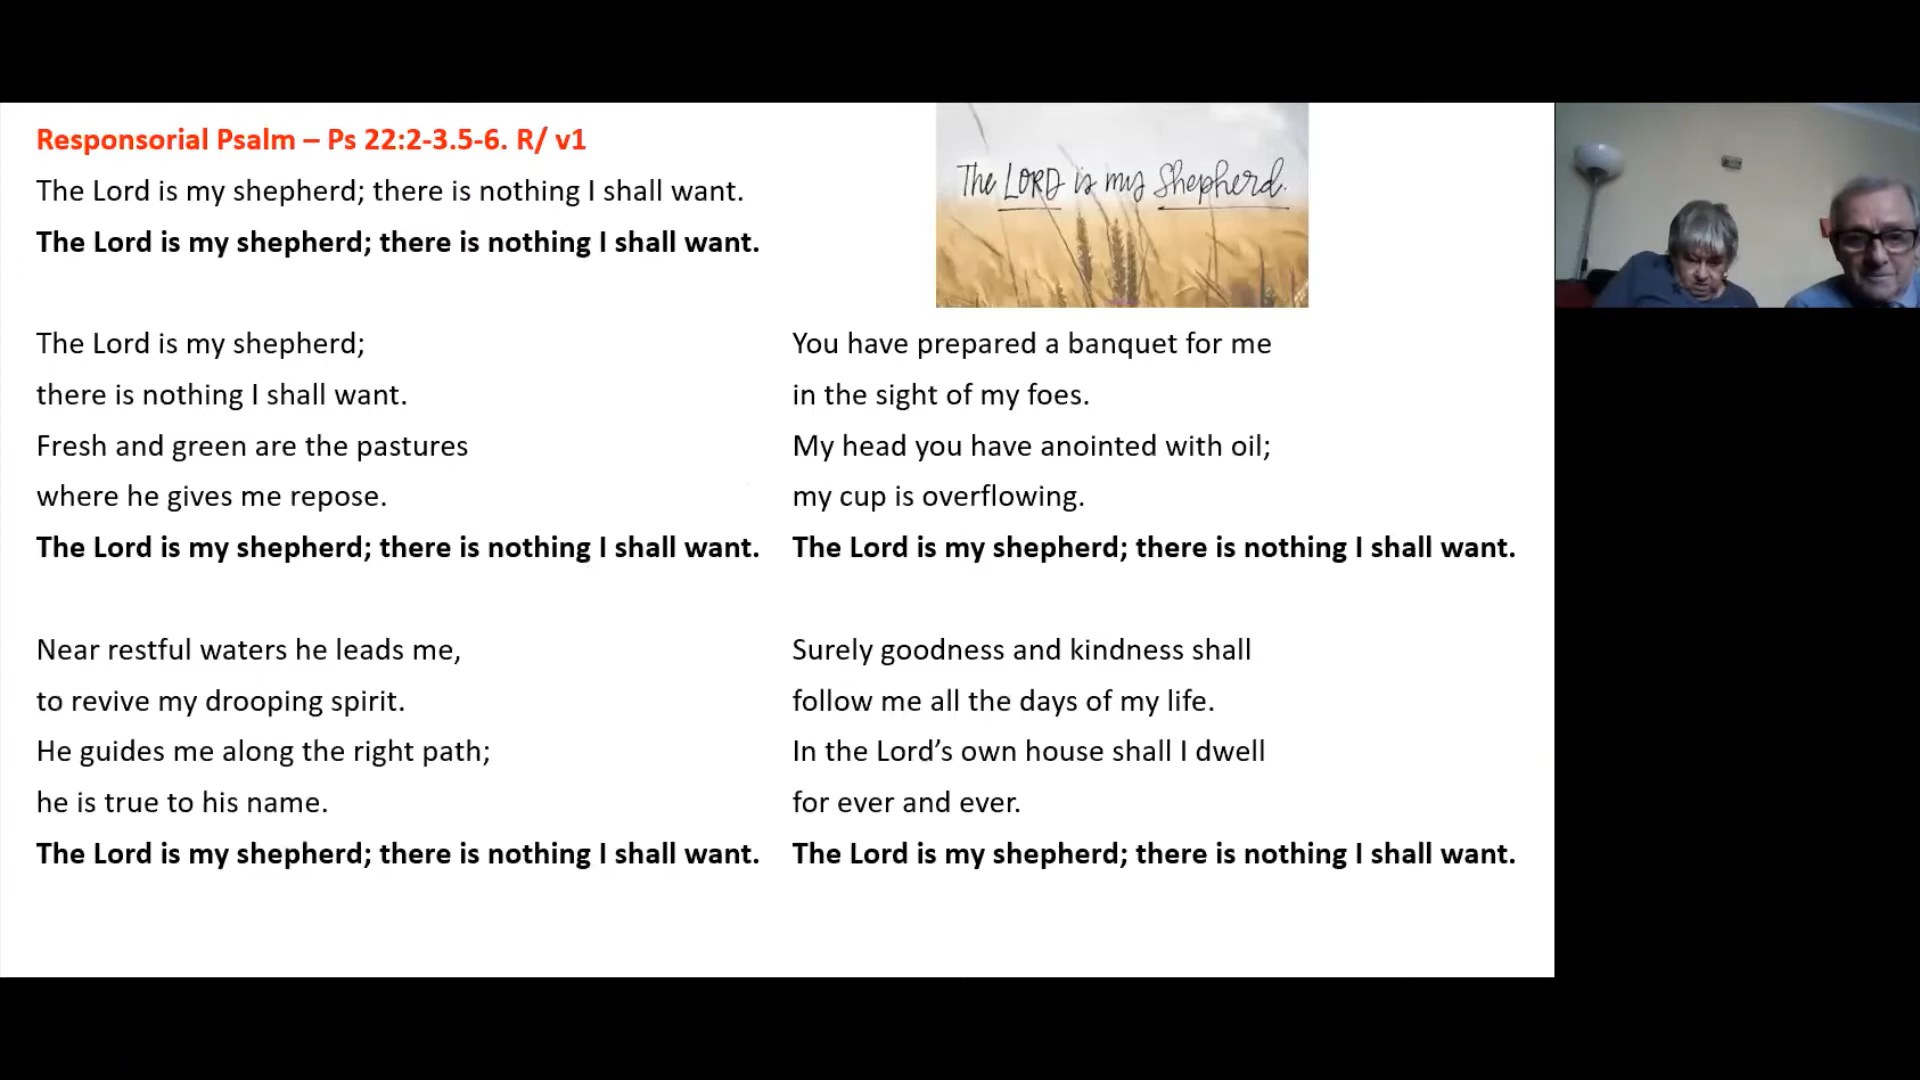 Responsorial Psalm – Ps 22:2-3.5-6. R/ v1
The Lord is my shepherd; there is nothing I shall want.
The Lord is my shepherd; there is nothing I shall want.
The LORD is my Shepherd.
The Lord is my shepherd;
there is nothing I shall want.
Fresh and green are the pastures
where he gives me repose.
The Lord is my shepherd; there is nothing I shall want.
Near restful waters he leads me,
to revive my drooping spirit.
He guides me along the right path;
he is true to his name.
The Lord is my shepherd; there is nothing I shall want.
You have prepared a banquet for me
in the sight of my foes.
My head you have anointed with oil;
my cup is overflowing.
The Lord is my shepherd; there is nothing I shall want.
Surely goodness and kindness shall
follow me all the days of my life.
In the Lord’s own house shall I dwell
for ever and ever.
The Lord is my shepherd; there is nothing I shall want.